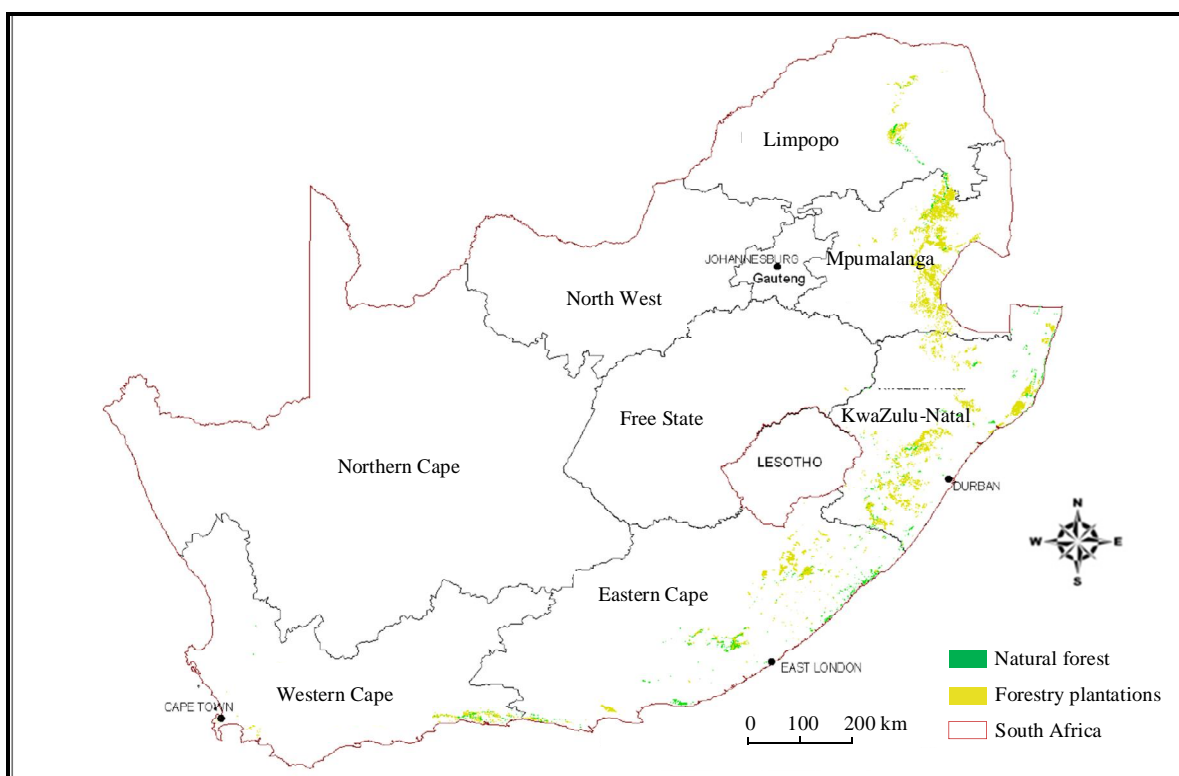 Limpopo
JOHANNESBURG
Gauteng
Mpumalanga
North West
KwaZulu-Natal
Free State
LESOTHO
Northern Cape
DURBAN
N
W E
S
Eastern Cape
Natural forest
EAST LONDON
Western Cape
Forestry plantations
CAPE TOWN
0 100 200 km
South Africa